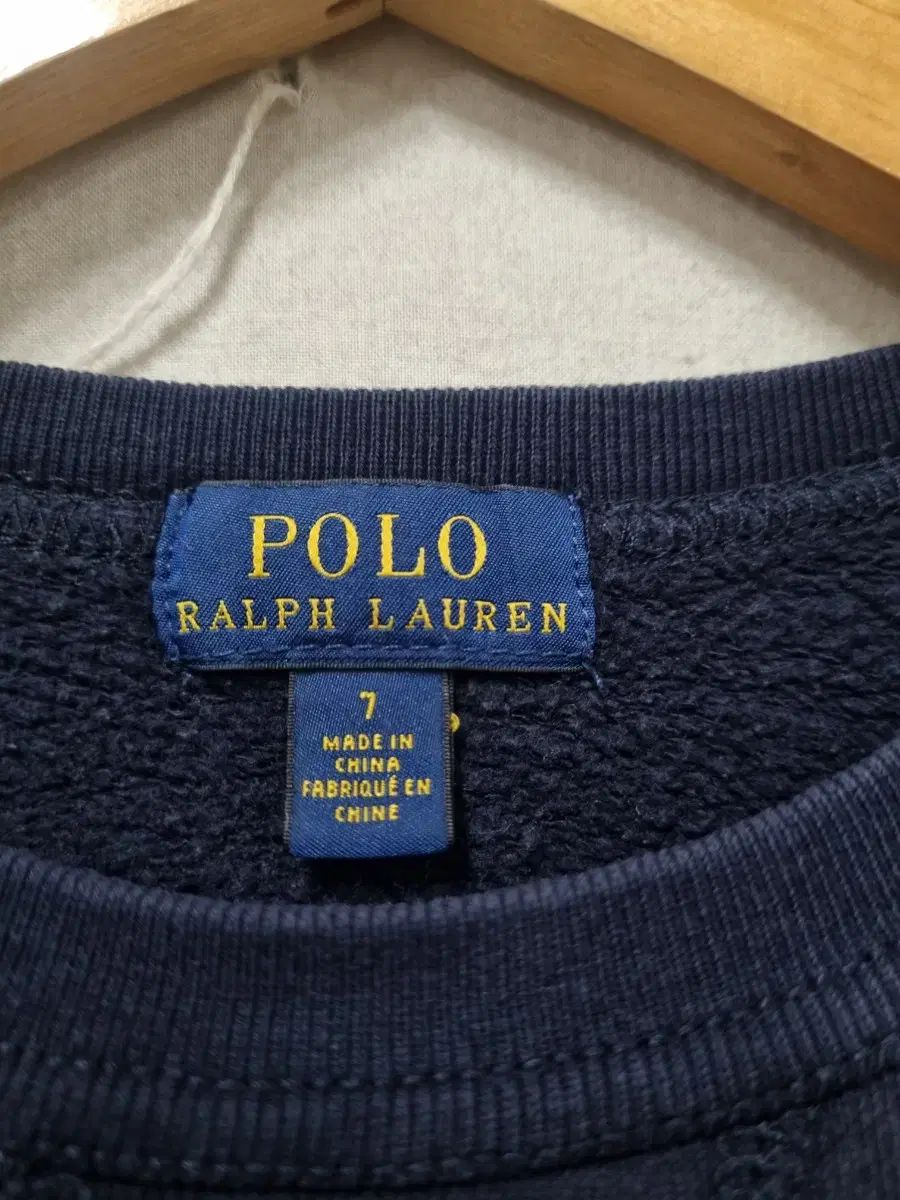 POLO
RALPH LAUREN
7
MADE IN
CHINA
FABRIQUÉ EN
CHINE